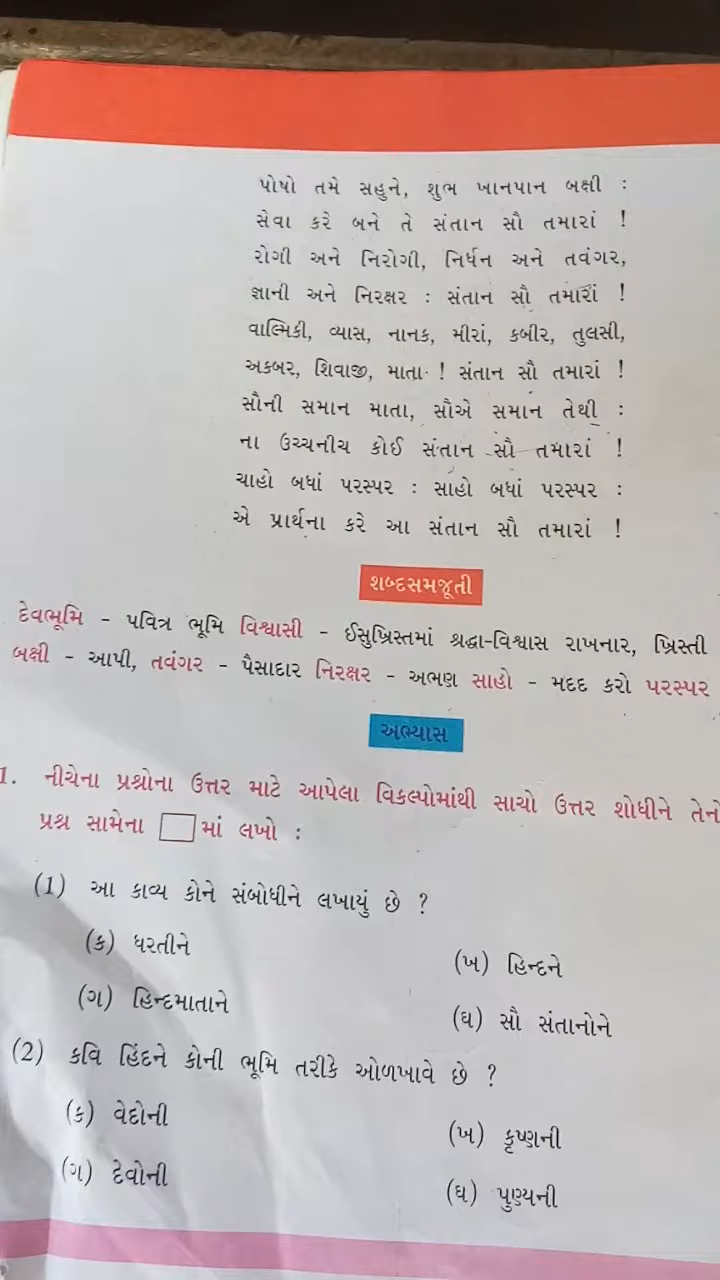 પોષો તમે સહુને, શુભ ખાનપાન બક્ષી :
સેવા કરે બને તે સંતાન સૌ તમારાં !
રોગી અને નિરોગી, નિર્ધન અને તવંગર,
જ્ઞાની અને નિરક્ષર : સંતાન સૌ તમારાં !
વાલ્મિકી, વ્યાસ, નાનક, મીરાં, કબીર, તુલસી,
અકબર, શિવાજી, માતા ! સંતાન સૌ તમારાં !
સૌની સમાન માતા, સૌએ સમાન તેથી :
ના ઉચ્ચનીચ કોઈ સંતાન સૌ તમારાં !
ચાહો બધાં પરસ્પર : સાહો બધાં પરસ્પર :
એ પ્રાર્થના કરે આ સંતાન સૌ તમારાં !
શબ્દસમજૂતી
દેવભૂમિ - પવિત્ર ભૂમિ વિશ્વાસી - ઈસુખ્રિસ્તમાં શ્રદ્ધા-વિશ્વાસ રાખનાર, ખ્રિસ્તી
બક્ષી - આપી, તવંગર - પૈસાદાર નિરક્ષર - અભણ સાહો - મદદ કરો પરસ્પર
અભ્યાસ
1. નીચેના પ્રશ્નોના ઉત્તર માટે આપેલા વિકલ્પોમાંથી સાચો ઉત્તર શોધીને તેનો
પ્રશ્ન સામેના માં લખો :
(1) આ કાવ્ય કોને સંબોધીને લખાયું છે ?
(ક) ધરતીને (ખ) હિન્દને
(ગ) હિન્દમાતાને (ઘ) સૌ સંતાનોને
(2) કવિ હિંદને કોની ભૂમિ તરીકે ઓળખાવે છે ?
(ક) વેદોની (ખ) કૃષ્ણની
(ગ) દેવોની (ઘ) પુણ્યની